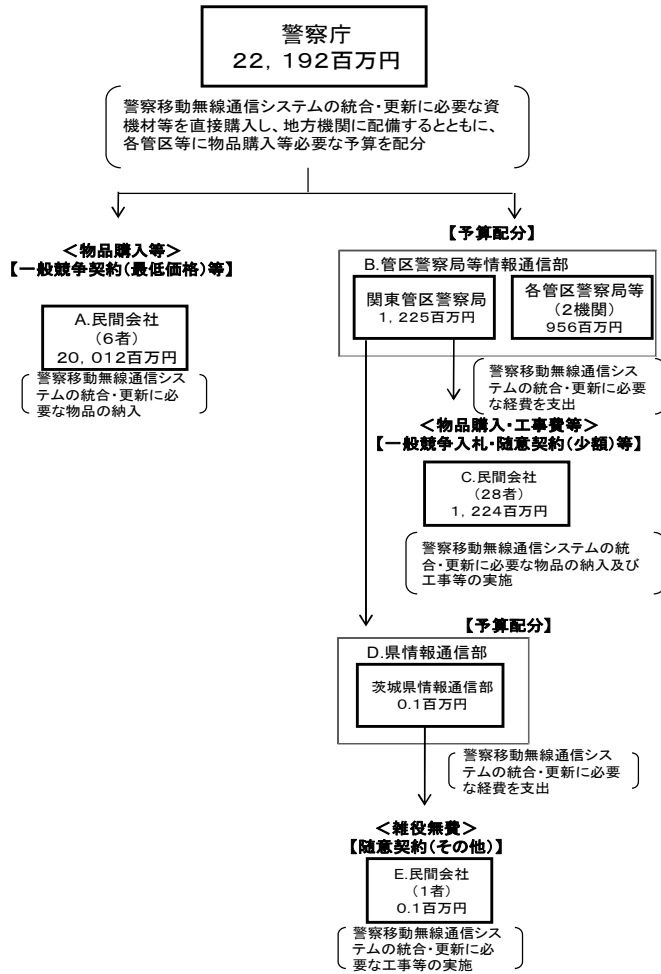 警察庁
22,192百万円
警察移動無線通信システムの統合・更新に必要な資
機材等を直接購入し、地方機関に配備するとともに、
各管区等に物品購入等必要な予算を配分
＜物品購入等＞
【一般競争契約（最低価格）等】
A.民間会社
（6者）
20,012百万円
警察移動無線通信シス
テムの統合・更新に必
要な物品の納入
【予算配分】
B.管区警察局等情報通信部
関東管区警察局
1,225百万円
各管区警察局等
（2機関）
956百万円
警察移動無線通信シス
テムの統合・更新に必要
な経費を支出
＜物品購入・工事費等＞
【一般競争入札・随意契約（少額）等】
C.民間会社
（28者）
1,224百万円
警察移動無線通信システムの統
合・更新に必要な物品の納入及び
工事等の実施
【予算配分】
D.県情報通信部
茨城県情報通信部
0.1百万円
警察移動無線通信シス
テムの統合・更新に必要
な経費を支出
＜雑役無費＞
【随意契約（その他）】
E.民間会社
（1者）
0.1百万円
警察移動無線通信シス
テムの統合・更新に必
要な工事等の実施